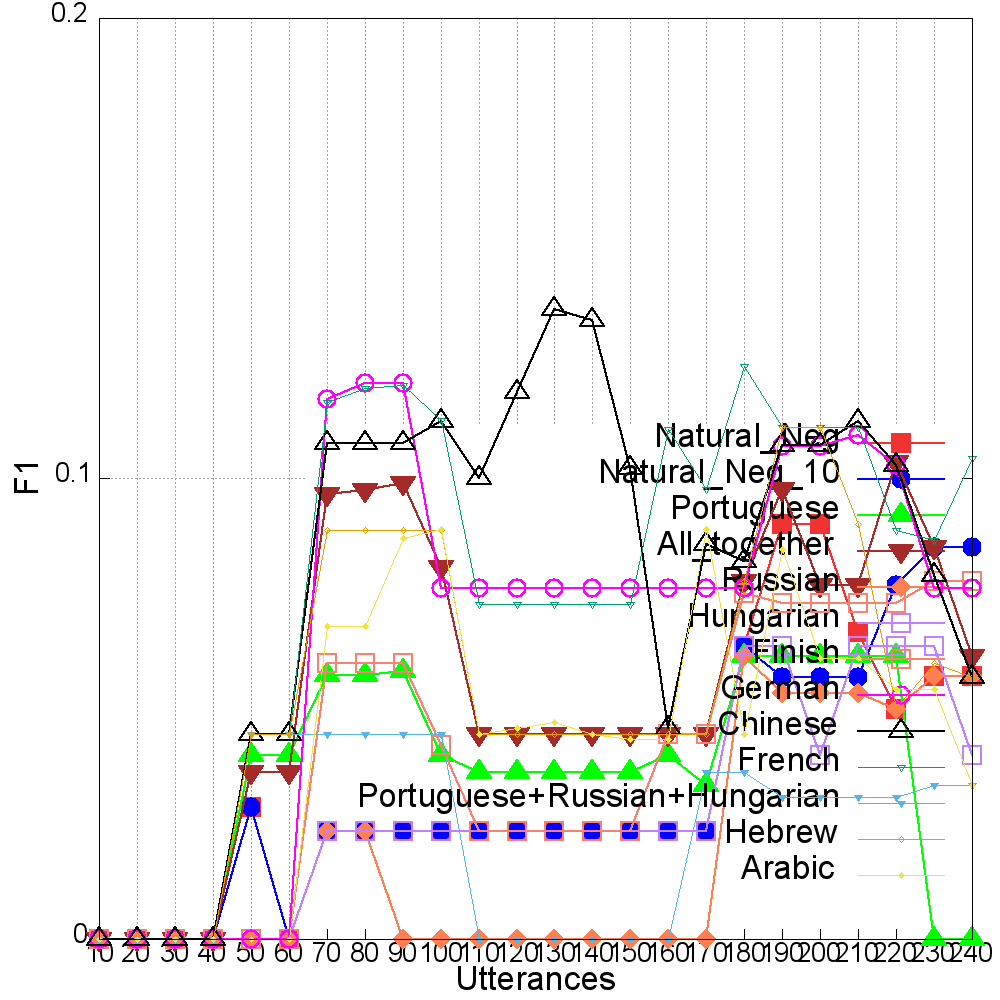 0.2
F1
0.1
Natural_Neg
Natural_Neg_10
Portuguese
All_together
Russian
Hungarian
Finish
German
Chinese
French
Portuguese+Russian+Hungarian
Hebrew
Arabic
0
10 20 30 40 50 60 70 80 90 100 110 120 130 140 150 160 170 180 190 200 210 220 230 240
Utterances